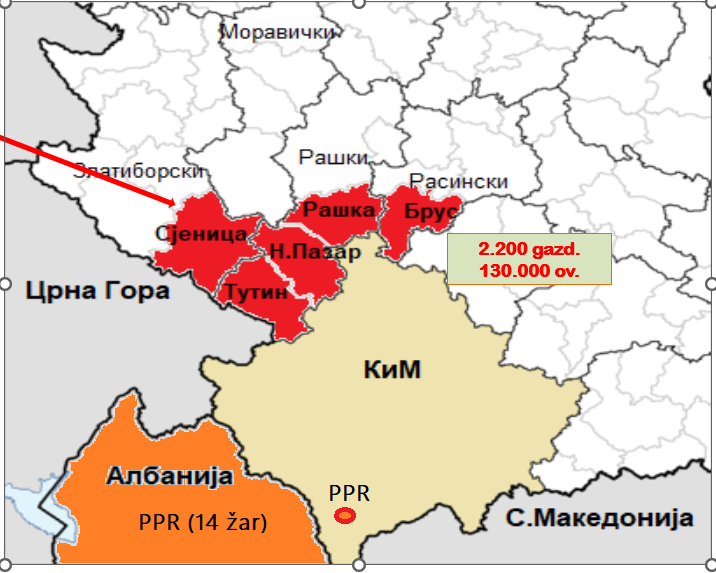 Моравички
Златиборски
Рашки
Расински
Рашка
Брус
Сјеница
Н.Пазар
2.200 gazd.
130.000 ov.
Тутин
Црна Гора
КиМ
Албанија
PPR
PPR (14 žar)
С.Македонија